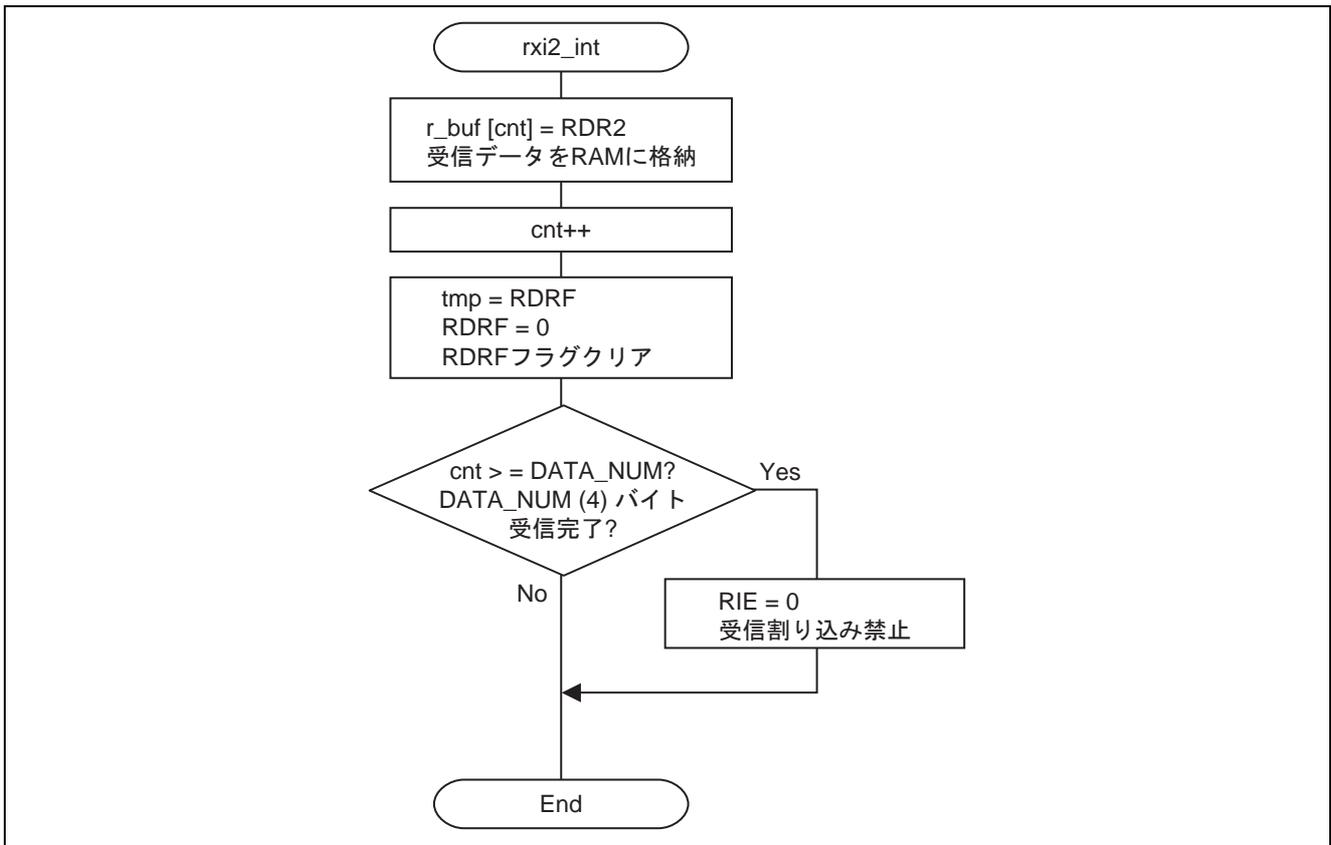 rxi2_int
r_buf [cnt] = RDR2
受信データをRAMに格納
cnt++
tmp = RDRF
RDRF = 0
RDRFフラグクリア
cnt > = DATA_NUM?
DATA_NUM (4) バイト
受信完了?
Yes
No
RIE = 0
受信割り込み禁止
End